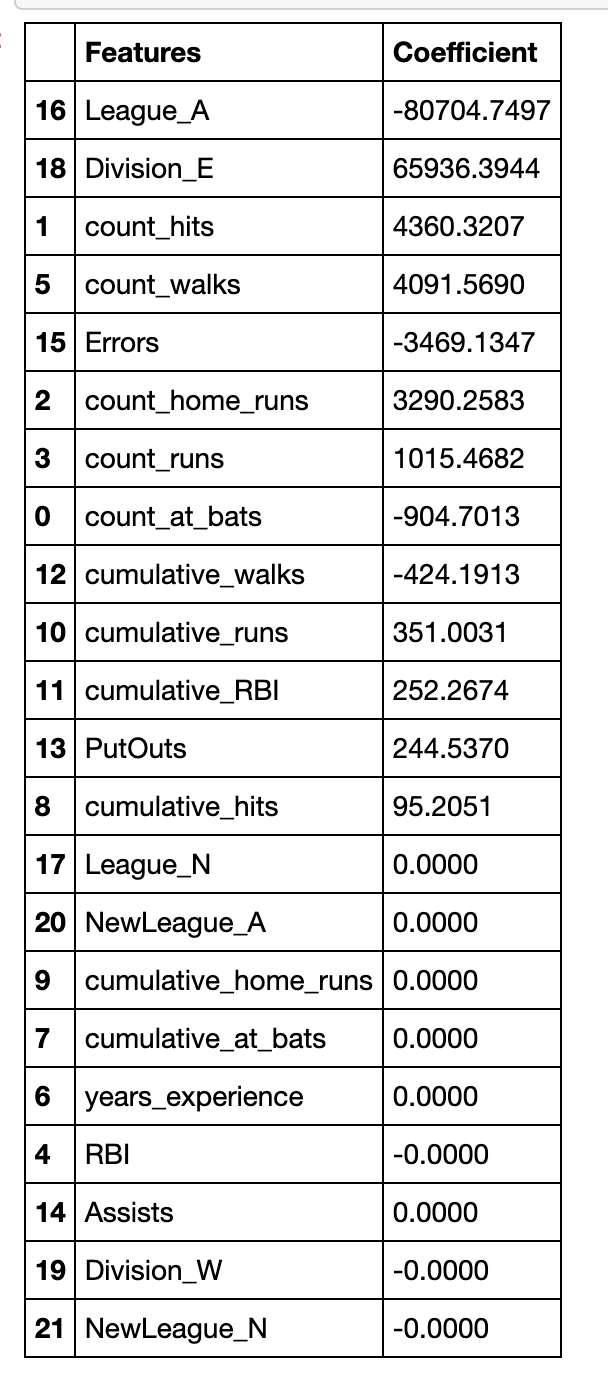 Features Coefficient
16 League_A -80704.7497
18 Division_E 65936.3944
1 count_hits 4360.3207
5 count_walks 4091.5690
15 Errors -3469.1347
2 count_home_runs 3290.2583
3 count_runs 1015.4682
0 count_at_bats -904.7013
12 cumulative_walks -424.1913
10 cumulative_runs 351.0031
11 cumulative_RBI 252.2674
13 PutOuts 244.5370
8 cumulative_hits 95.2051
17 League_N 0.0000
20 NewLeague_A 0.0000
9 cumulative_home_runs 0.0000
7 cumulative_at_bats 0.0000
6 years_experience 0.0000
4 RBI -0.0000
14 Assists 0.0000
19 Division_W -0.0000
21 NewLeague_N -0.0000